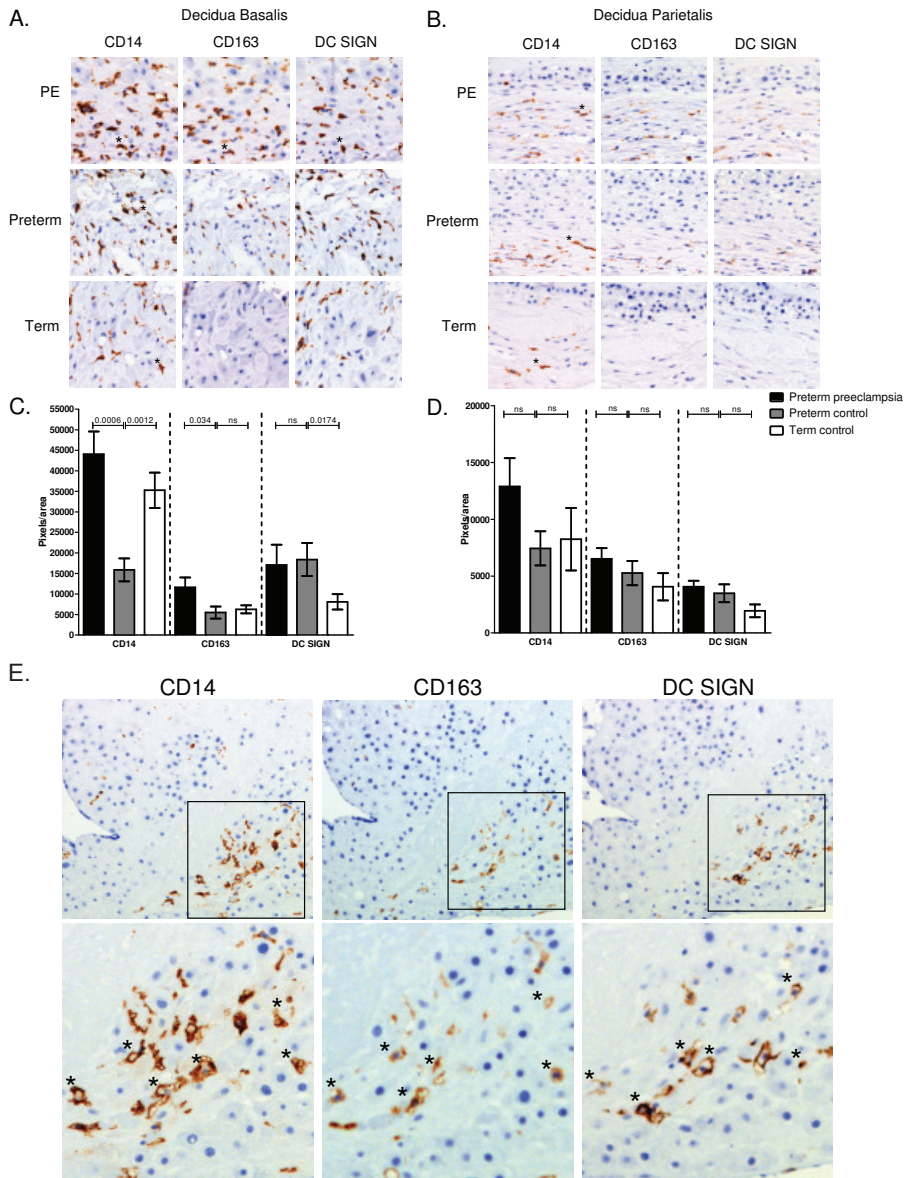 A.
Decidua Basalis
CD14 CD163 DC SIGN
PE
Preterm
Term
*
*
*
*
*
B.
Decidua Parietalis
CD14 CD163 DC SIGN
PE
Preterm
Term
*
*
*
C.
Pixels/area
55000
50000
45000
40000
35000
30000
25000
20000
15000
10000
5000
0
0.0006 0.0012 0.034 ns ns 0.0174
CD14 CD163 DC SIGN
D.
Pixels/area
20000
15000
10000
5000
0
ns ns ns ns ns ns
CD14 CD163 DC SIGN
Preterm preeclampsia
Preterm control
Term control
E.
CD14 CD163 DC SIGN
* * * * * *
* * * * * *
* * * * * *